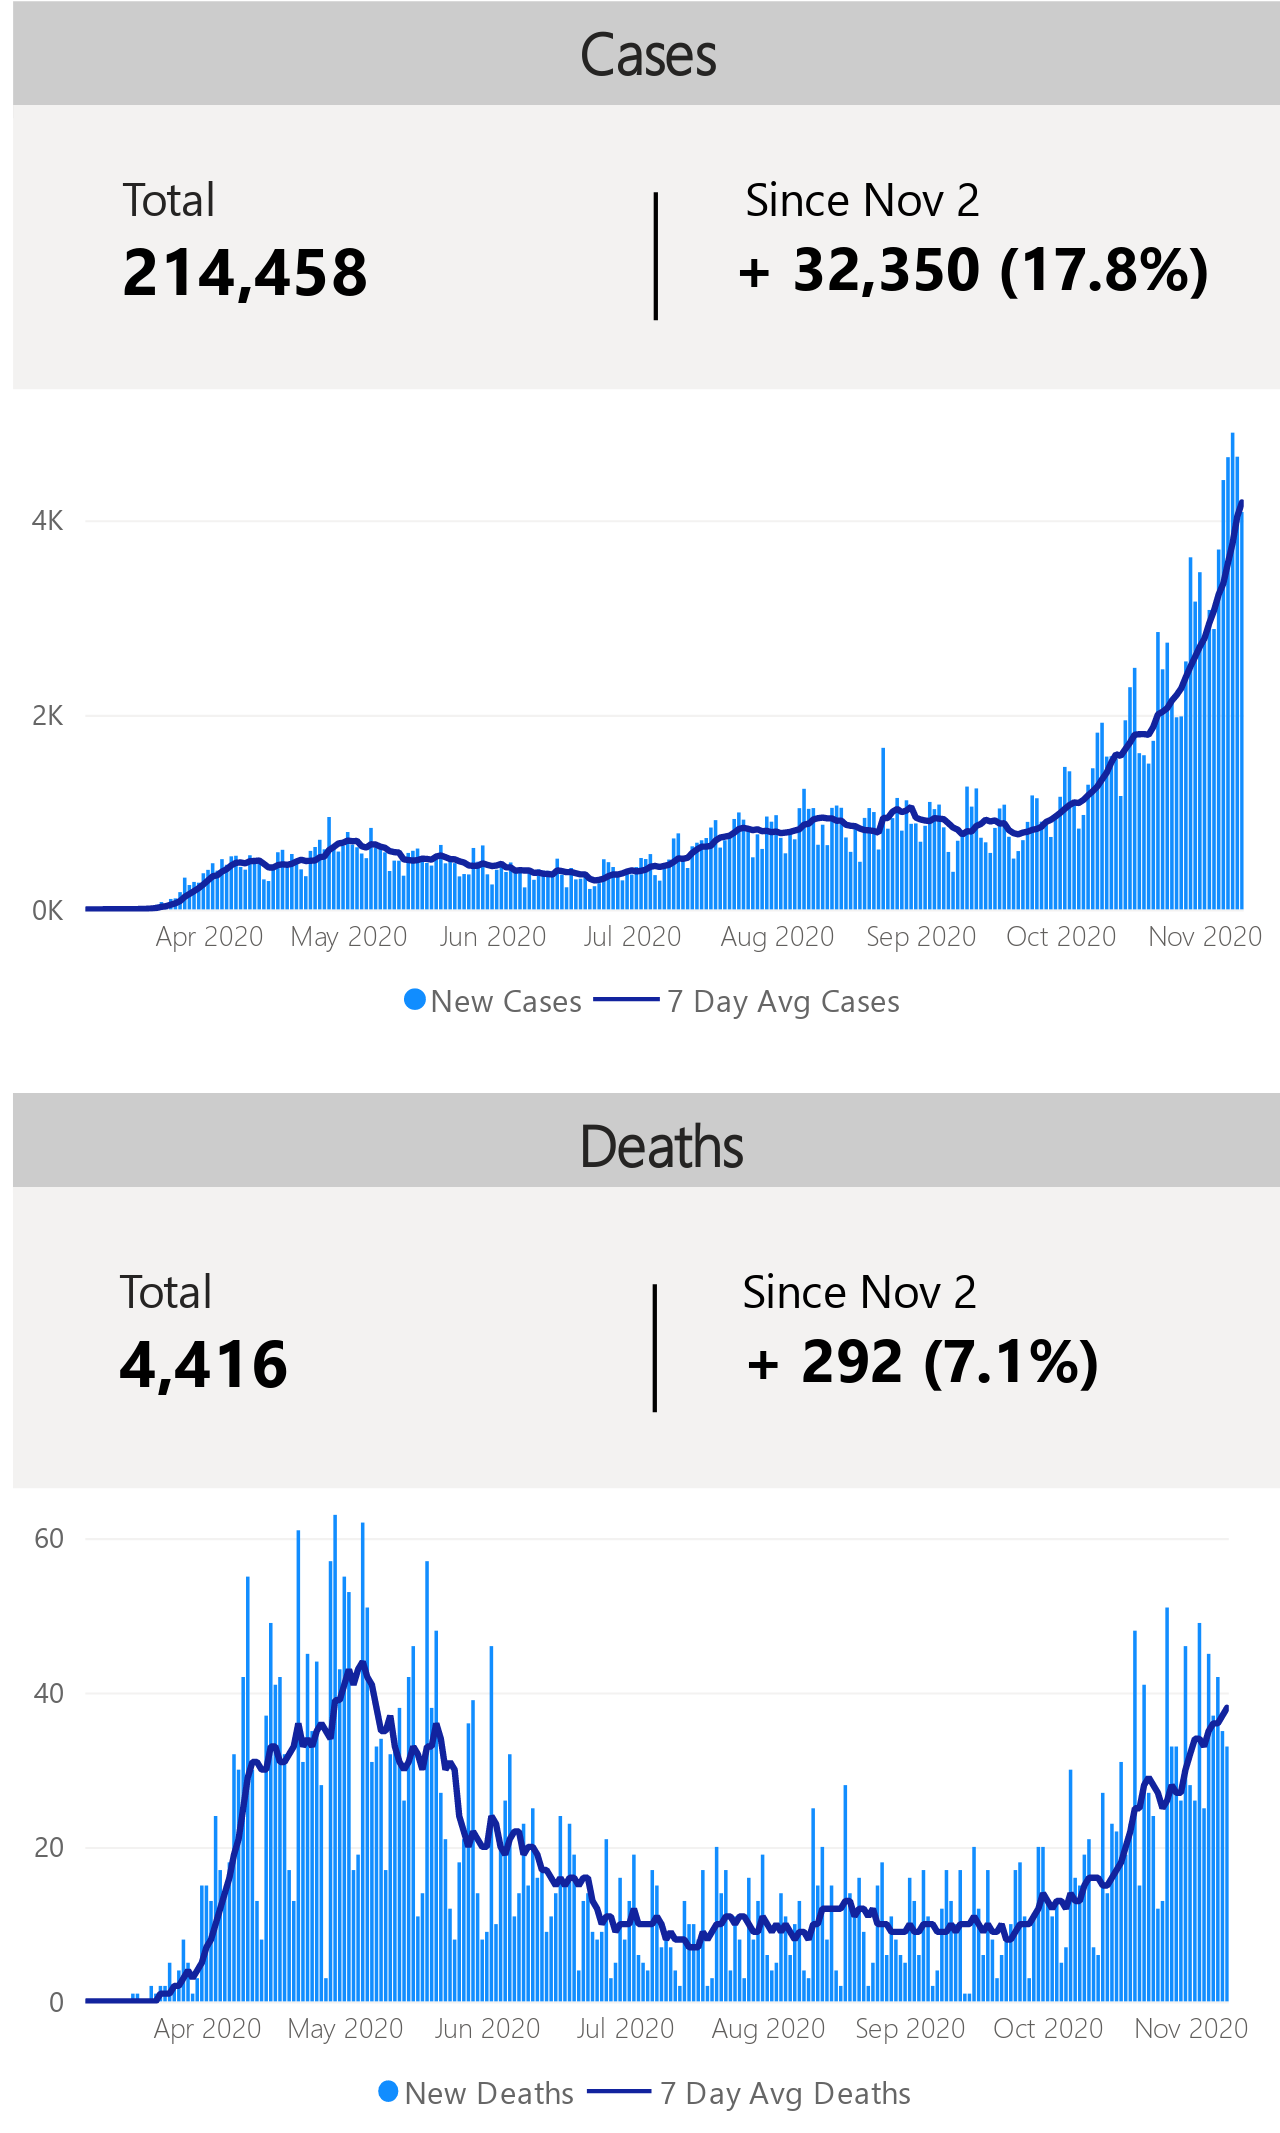 Cases
Total
Since Nov 2
214,458
+ 32,350 (17.8%)
4K
2K
0K
Apr 2020 May 2020 Jun 2020 Jul 2020 Aug 2020 Sep 2020 Oct 2020 Nov 2020
New Cases 7 Day Avg Cases
Deaths
Total
Since Nov 2
4,416
+ 292 (7.1%)
60
40
20
0
Apr 2020 May 2020 Jun 2020 Jul 2020 Aug 2020 Sep 2020 Oct 2020 Nov 2020
New Deaths 7 Day Avg Deaths